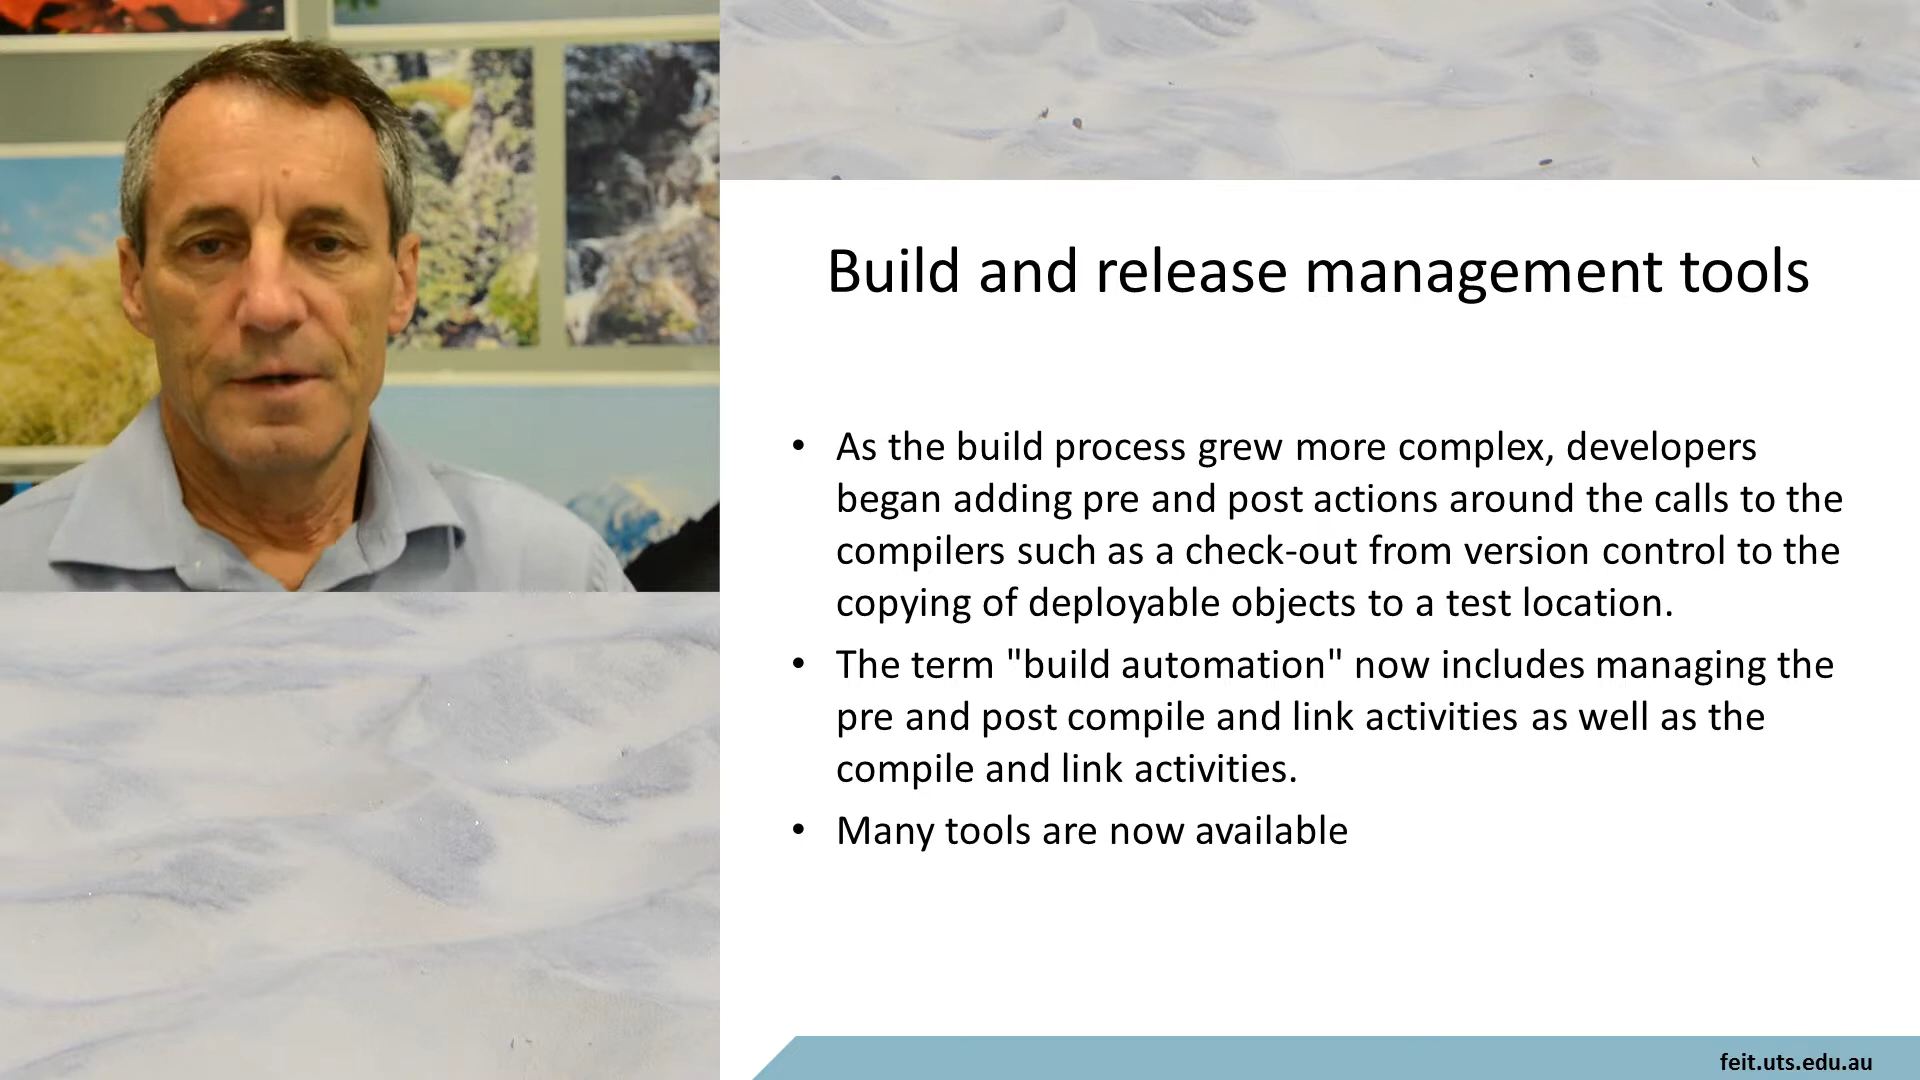 Build and release management tools
• As the build process grew more complex, developers
began adding pre and post actions around the calls to the
compilers such as a check-out from version control to the
copying of deployable objects to a test location.
• The term "build automation" now includes managing the
pre and post compile and link activities as well as the
compile and link activities.
• Many tools are now available
feit.uts.edu.au